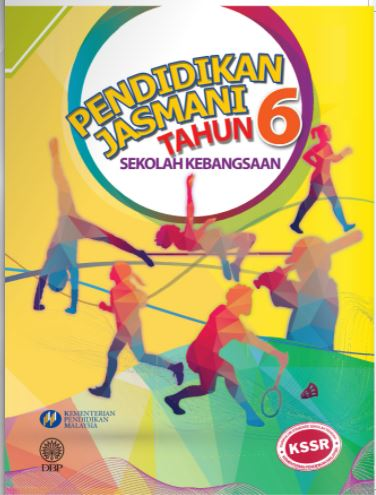 PENDIDIKAN
JASMANI
TAHUN 6
SEKOLAH KEBANGSAAN
KEMENTERIAN
PENDIDIKAN
MALAYSIA
DBP
KSSR